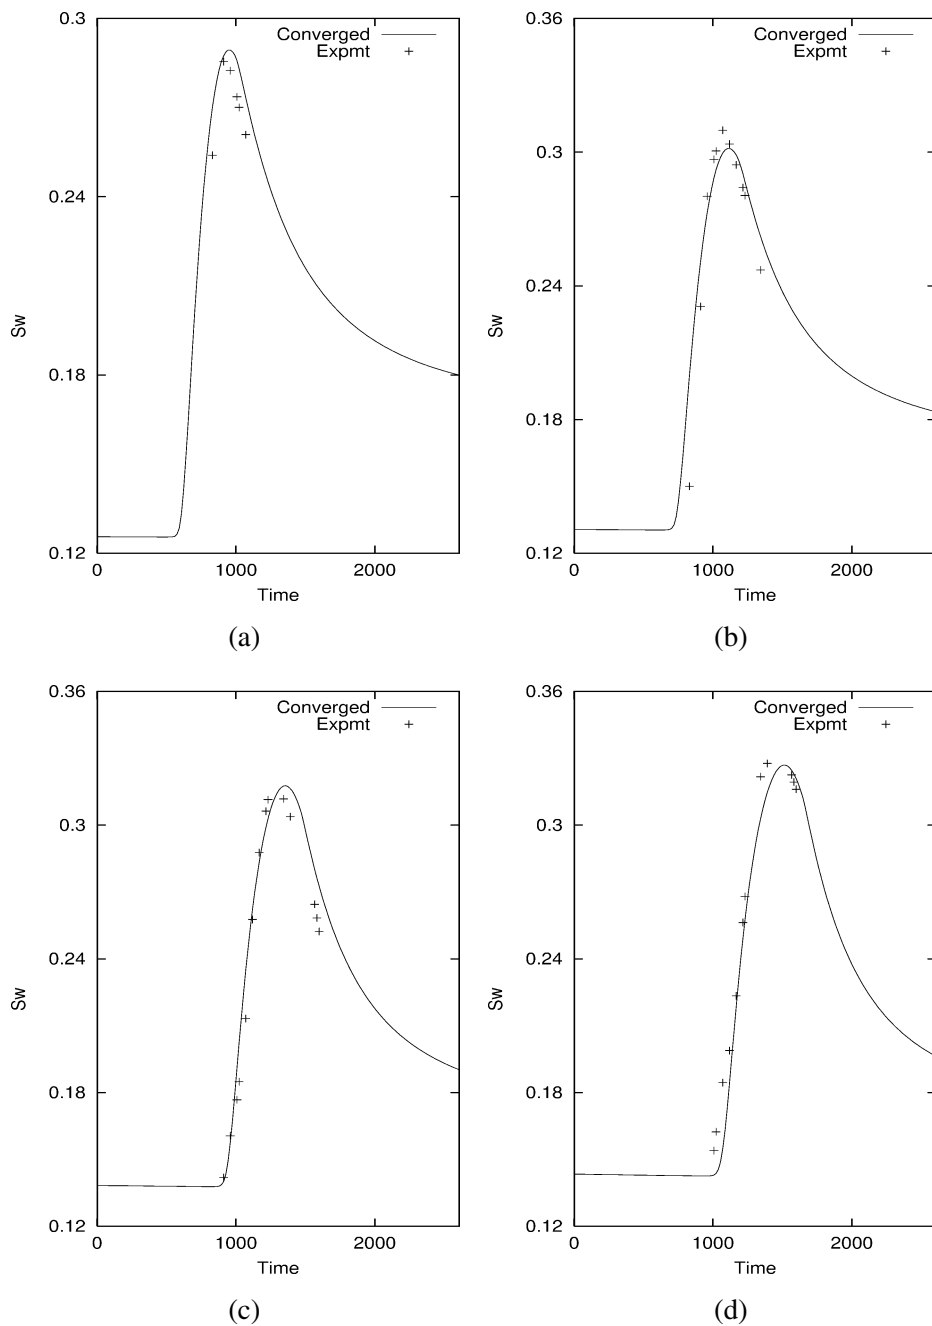 0.3
Converged
Expmt
0.24
Sw
0.18
0.12
0
1000
2000
Time
(a)
0.36
Converged
Expmt
0.3
0.24
Sw
0.18
0.12
0
1000
2000
Time
(b)
0.36
Converged
Expmt
0.3
0.24
Sw
0.18
0.12
0
1000
2000
Time
(c)
0.36
Converged
Expmt
0.3
0.24
Sw
0.18
0.12
0
1000
2000
Time
(d)